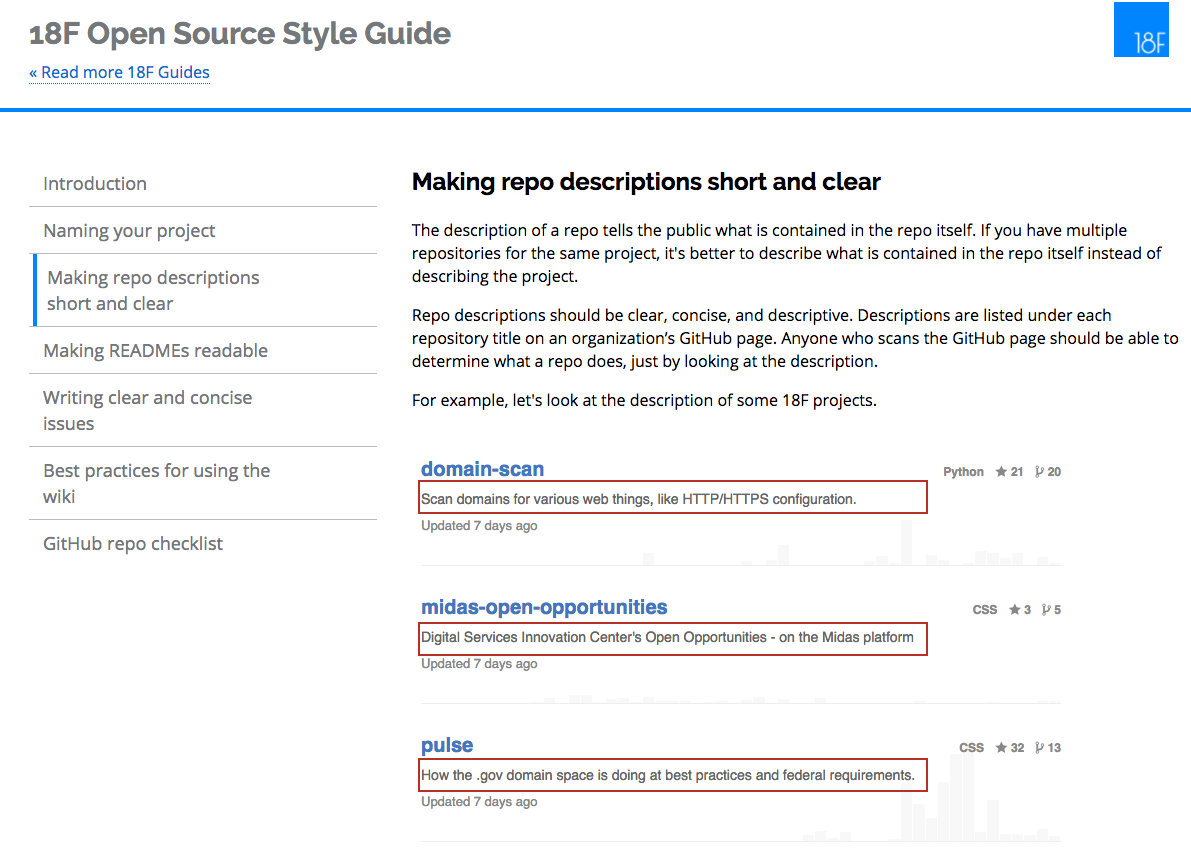 18F Open Source Style Guide
18F
« Read more 18F Guides
Introduction
Naming your project
Making repo descriptions
short and clear
Making READMEs readable
Writing clear and concise
issues
Best practices for using the
wiki
GitHub repo checklist
Making repo descriptions short and clear
The description of a repo tells the public what is contained in the repo itself. If you have multiple
repositories for the same project, it's better to describe what is contained in the repo itself instead of
describing the project.
Repo descriptions should be clear, concise, and descriptive. Descriptions are listed under each
repository title on an organization’s GitHub page. Anyone who scans the GitHub page should be able to
determine what a repo does, just by looking at the description.
For example, let's look at the description of some 18F projects.
domain-scan
Python 21 20
Scan domains for various web things, like HTTP/HTTPS configuration.
Updated 7 days ago
midas-open-opportunities
CSS 3 5
Digital Services Innovation Center's Open Opportunities - on the Midas platform
Updated 7 days ago
pulse
CSS 32 13
How the .gov domain space is doing at best practices and federal requirements.
Updated 7 days ago